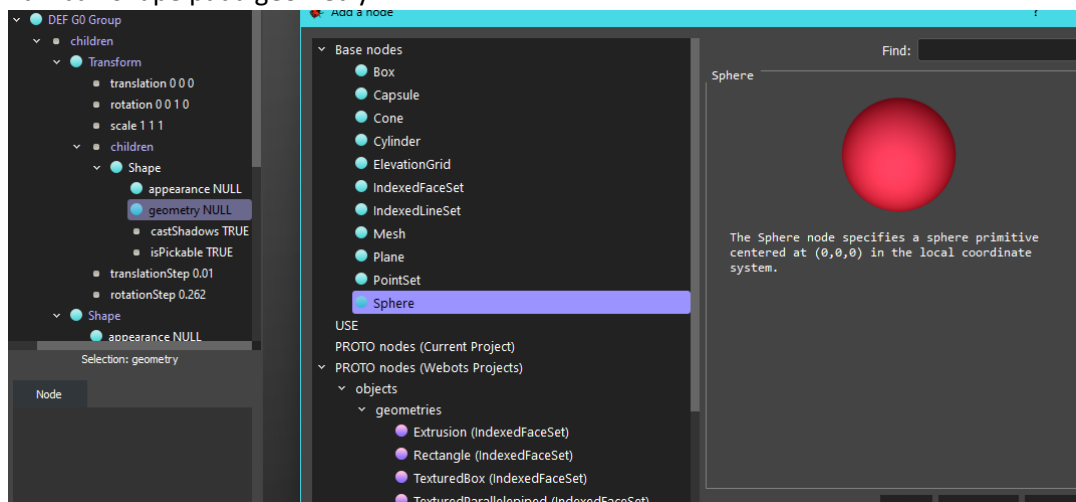 DEF G0 Group
children
Transform
translation 0 0 0
rotation 0 0 1 0
scale 1 1 1
children
Shape
appearance NULL
geometry NULL
castShadows TRUE
isPickable TRUE
translationStep 0.01
rotationStep 0.262
Shape
appearance NULL
Selection: geometry
Node
Add a node
?
Base nodes
Box
Capsule
Cone
Cylinder
ElevationGrid
IndexedFaceSet
IndexedLineSet
Mesh
Plane
PointSet
Sphere
USE
PROTO nodes (Current Project)
PROTO nodes (Webots Projects)
objects
geometries
Extrusion (IndexedFaceSet)
Rectangle (IndexedFaceSet)
TexturedBox (IndexedFaceSet)
TexturedParallelepiped (IndexedFaceSet)
Find:
Sphere
The Sphere node specifies a sphere primitive
centered at (0,0,0) in the local coordinate
system.